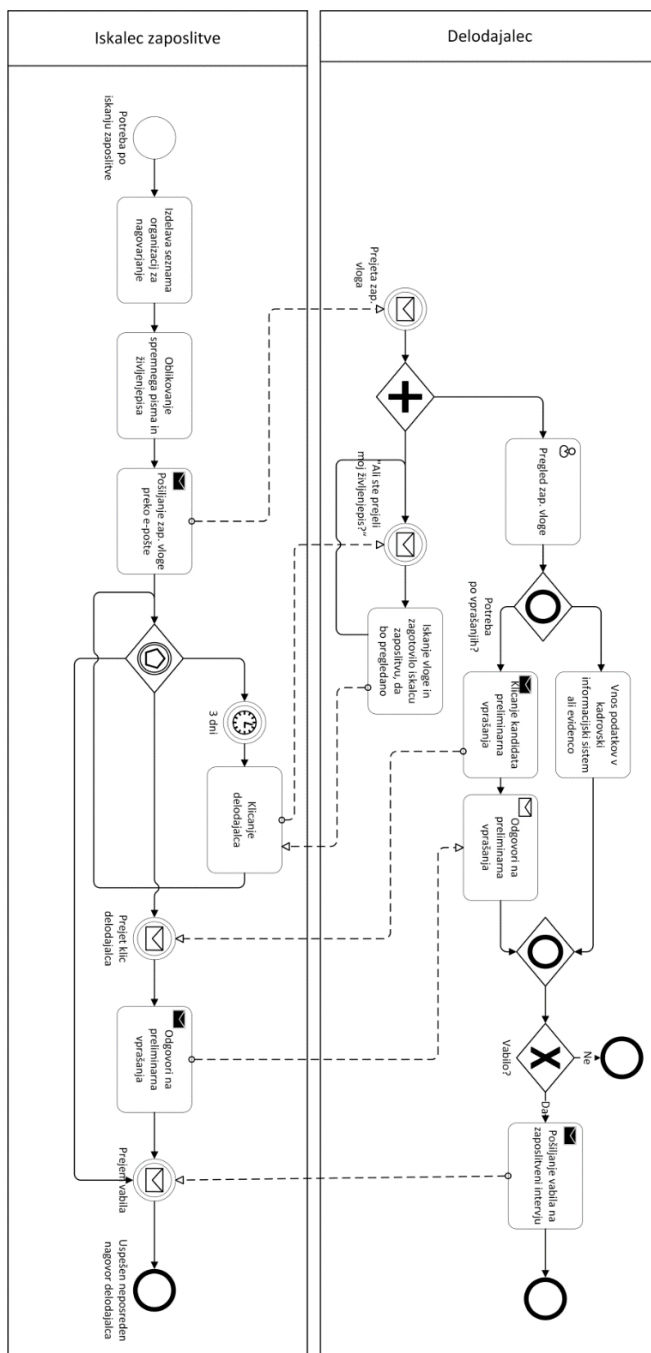 Iskalec zaposlitve
Potreba po
iskanju zaposlitve
Izdelava seznama
organizacij za
nagovarjanje
Oblikovanje
spremnega pisma in
življenjepisa
Pošiljanje zap. vloge
preko e-pošte
3 dni
Klicanje
delodajalca
Prejet klic
delodajalca
Odgovori na
preliminarna
vprašanja
Prejem vabila
Uspešen neposreden
nagovor delodajalca
Delodajalec
Prejeta zap.
vloga
"Ali ste prejeli
moj življenjepis?"
Iskanje vloge in
zagotovilo iskalcu
zaposlitvu, da
bo pregledano
Pregled zap. vloge
Potreba
po vprašanjih?
Klicanje kandidata
preliminarna
vprašanja
Vnos podatkov v
kadrovski
informacijski sistem
ali evidenco
Odgovori na
preliminarna
vprašanja
Vabilo?
Ne
Da
Pošiljanje vabila na
zaposlitveni intervju